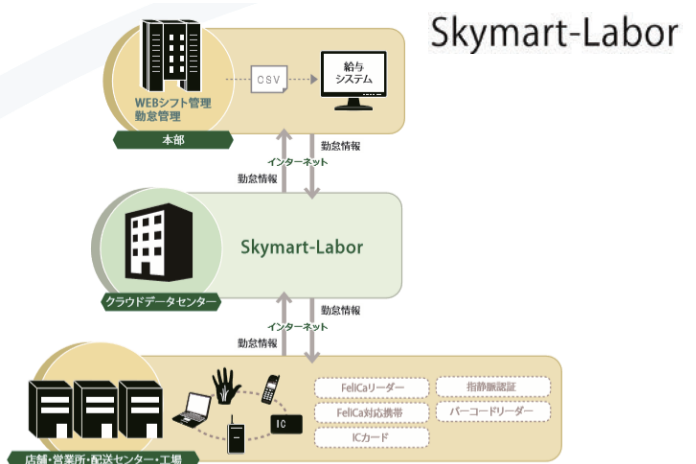 Skymart-Labor
CSV
給与
システム
WEBシフト管理
勤怠管理
本部
勤怠情報
インターネット
勤怠情報
Skymart-Labor
クラウドデータセンター
勤怠情報
インターネット
勤怠情報
FeliCaリーダー
指静脈認証
FeliCa対応携帯
バーコードリーダー
IC
ICカード
店舗・営業所・配送センター・工場